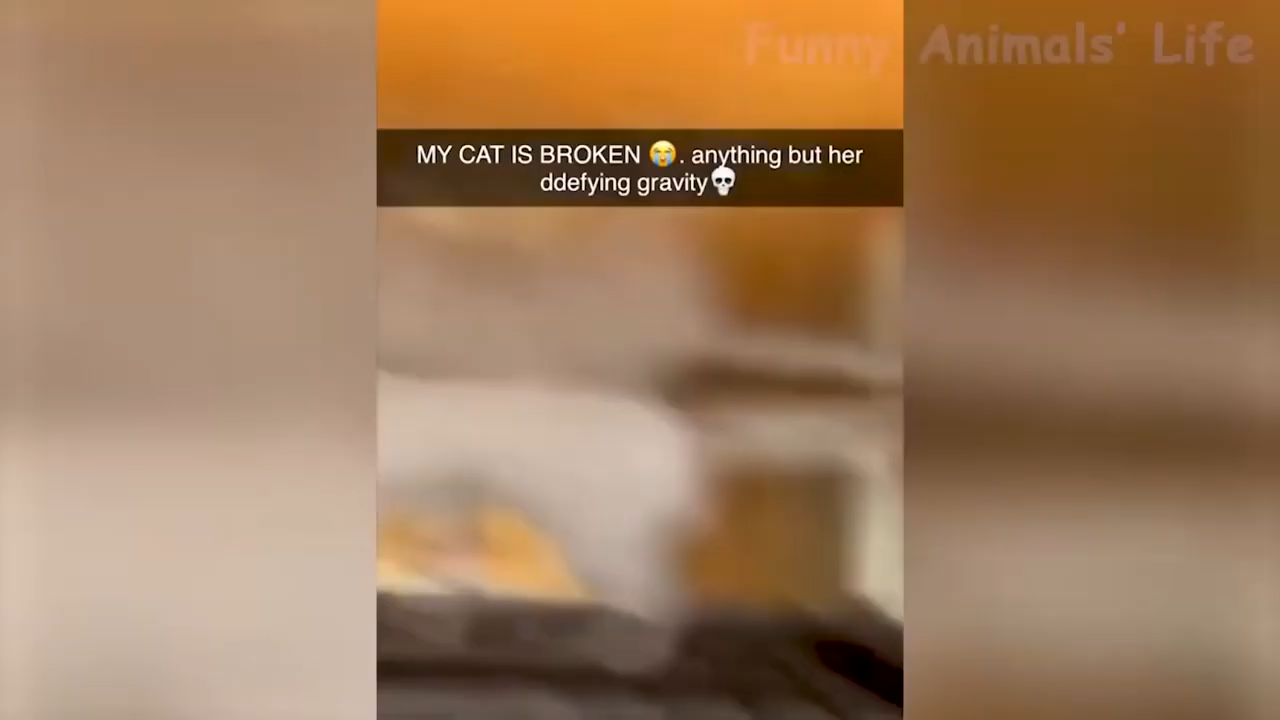 Funny Animals' Life
MY CAT IS BROKEN 😭. anything but her
ddefying gravity💀